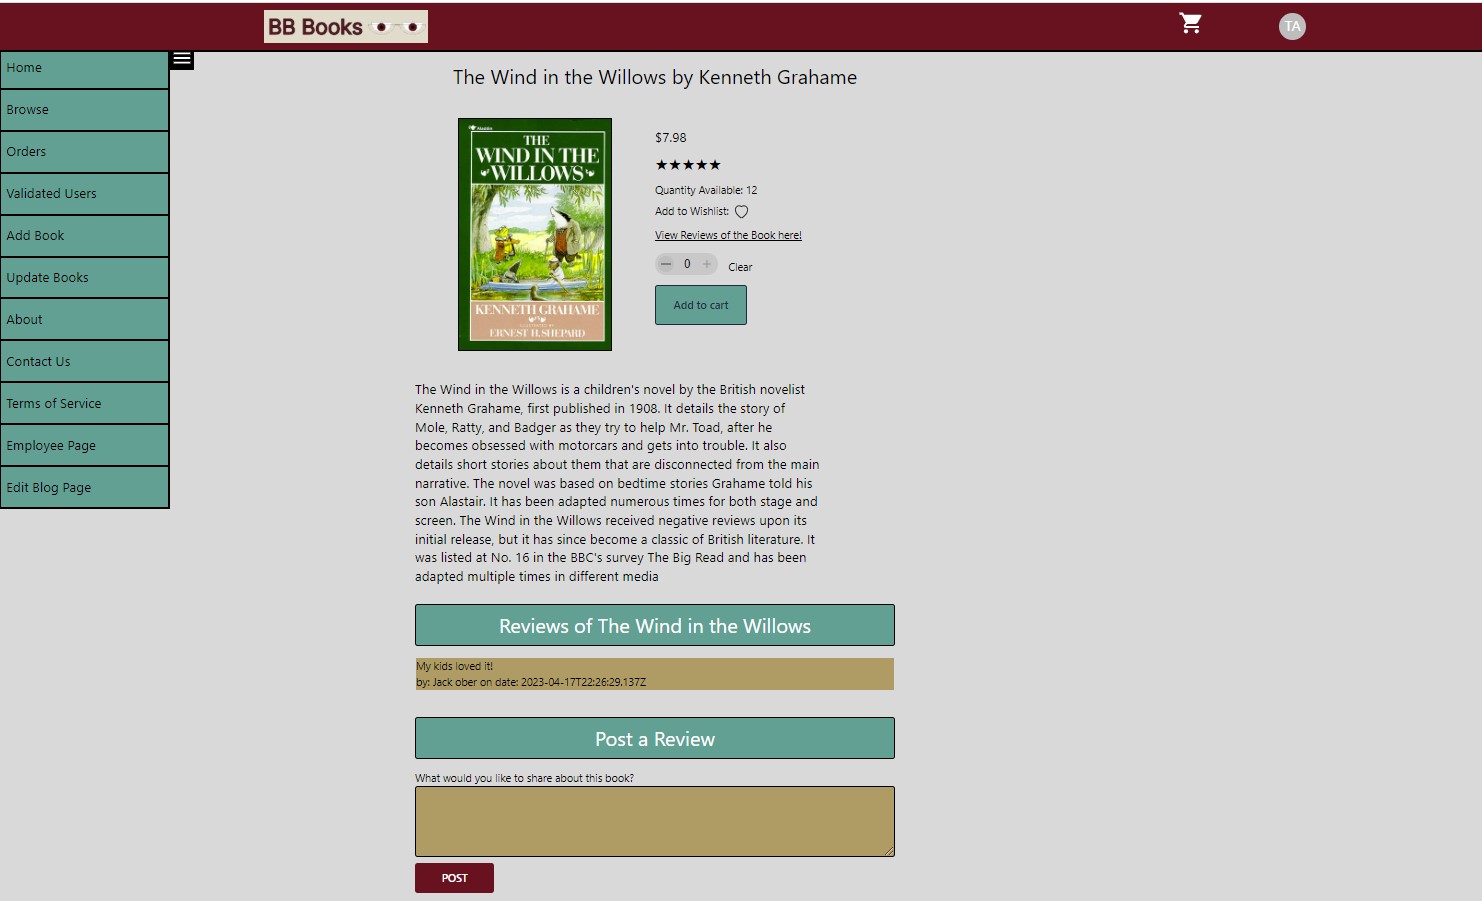 BB Books
TA
Home
Browse
Orders
Validated Users
Add Book
Update Books
About
Contact Us
Terms of Service
Employee Page
Edit Blog Page
The Wind in the Willows by Kenneth Grahame
Aladdin
THE
WIND IN THE
WILLOWS
KENNETH GRAHAME
ILLUSTRATED BY
ERNEST H. SHEPARD
$7.98
★★★★★
Quantity Available: 12
Add to Wishlist:
View Reviews of the Book here!
— 0 + Clear
Add to cart
The Wind in the Willows is a children's novel by the British novelist
Kenneth Grahame, first published in 1908. It details the story of
Mole, Ratty, and Badger as they try to help Mr. Toad, after he
becomes obsessed with motorcars and gets into trouble. It also
details short stories about them that are disconnected from the main
narrative. The novel was based on bedtime stories Grahame told his
son Alastair. It has been adapted numerous times for both stage and
screen. The Wind in the Willows received negative reviews upon its
initial release, but it has since become a classic of British literature. It
was listed at No. 16 in the BBC's survey The Big Read and has been
adapted multiple times in different media
Reviews of The Wind in the Willows
My kids loved it!
by: Jack ober on date: 2023-04-17T22:26:29.137Z
Post a Review
What would you like to share about this book?
POST